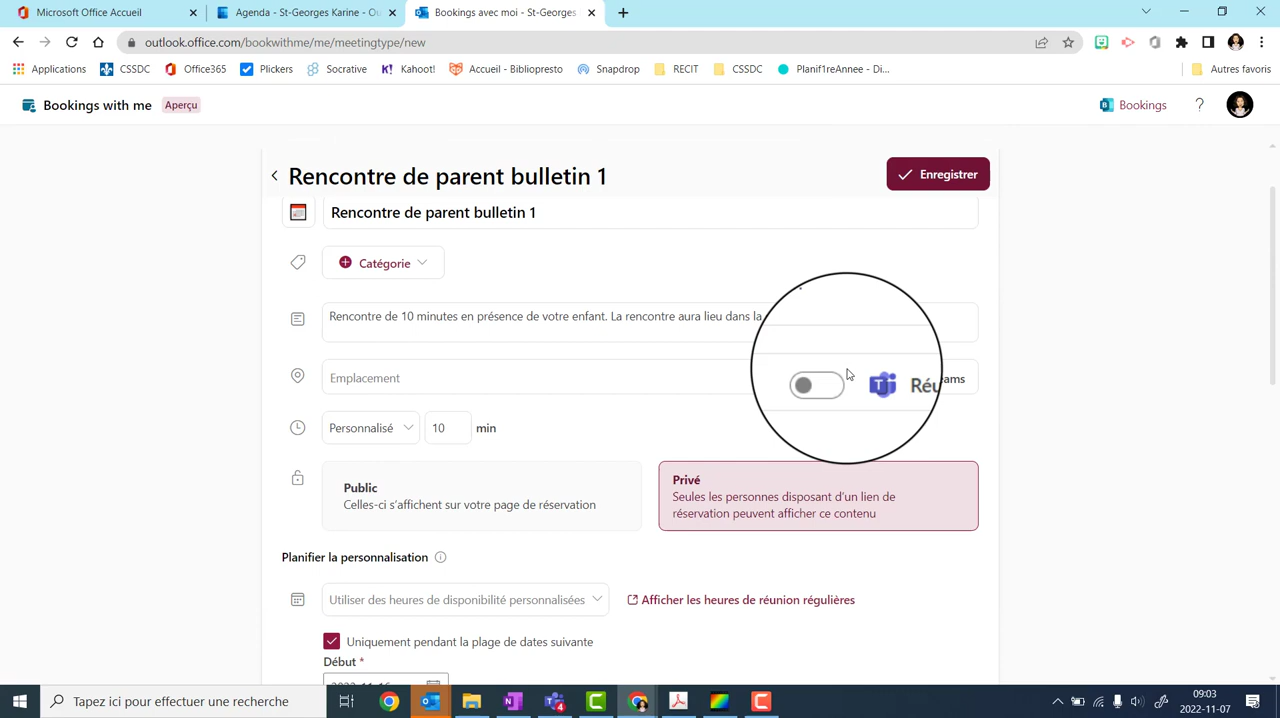 Microsoft Office Accueil
Agenda - St-Georges Karine - Ou
Bookings avec moi - St-Georges
outlook.office.com/bookwithme/me/meetingtype/new
Applications
CSSDC
Office365
Plickers
Socrative
Kahoot!
Accueil - Bibliopresto
Snapdrop
RECIT
CSSDC
Planif1reAnnee - Di...
Autres favoris
Bookings with me
Aperçu
Bookings
Rencontre de parent bulletin 1
Enregistrer
Rencontre de parent bulletin 1
Catégorie
Rencontre de 10 minutes en présence de votre enfant. La rencontre aura lieu dans la
Emplacement
Personnalisé
10
min
Public
Celles-ci s'affichent sur votre page de réservation
Privé
Seules les personnes disposant d'un lien de
réservation peuvent afficher ce contenu
Planifier la personnalisation
Utiliser des heures de disponibilité personnalisées
Afficher les heures de réunion régulières
Uniquement pendant la plage de dates suivante
Début *
Tapez ici pour effectuer une recherche
4
09:03
2022-11-07